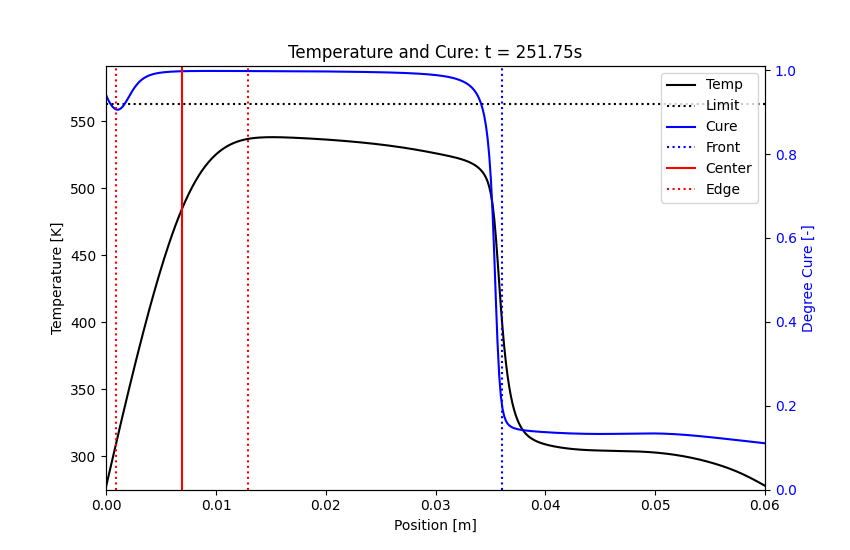 Temperature and Cure: t = 251.75s
Temp
Limit
Cure
Front
Center
Edge
Temperature [K]
550
500
450
400
350
300
Degree Cure [-]
1.0
0.8
0.6
0.4
0.2
0.0
0.00 0.01 0.02 0.03 0.04 0.05 0.06
Position [m]